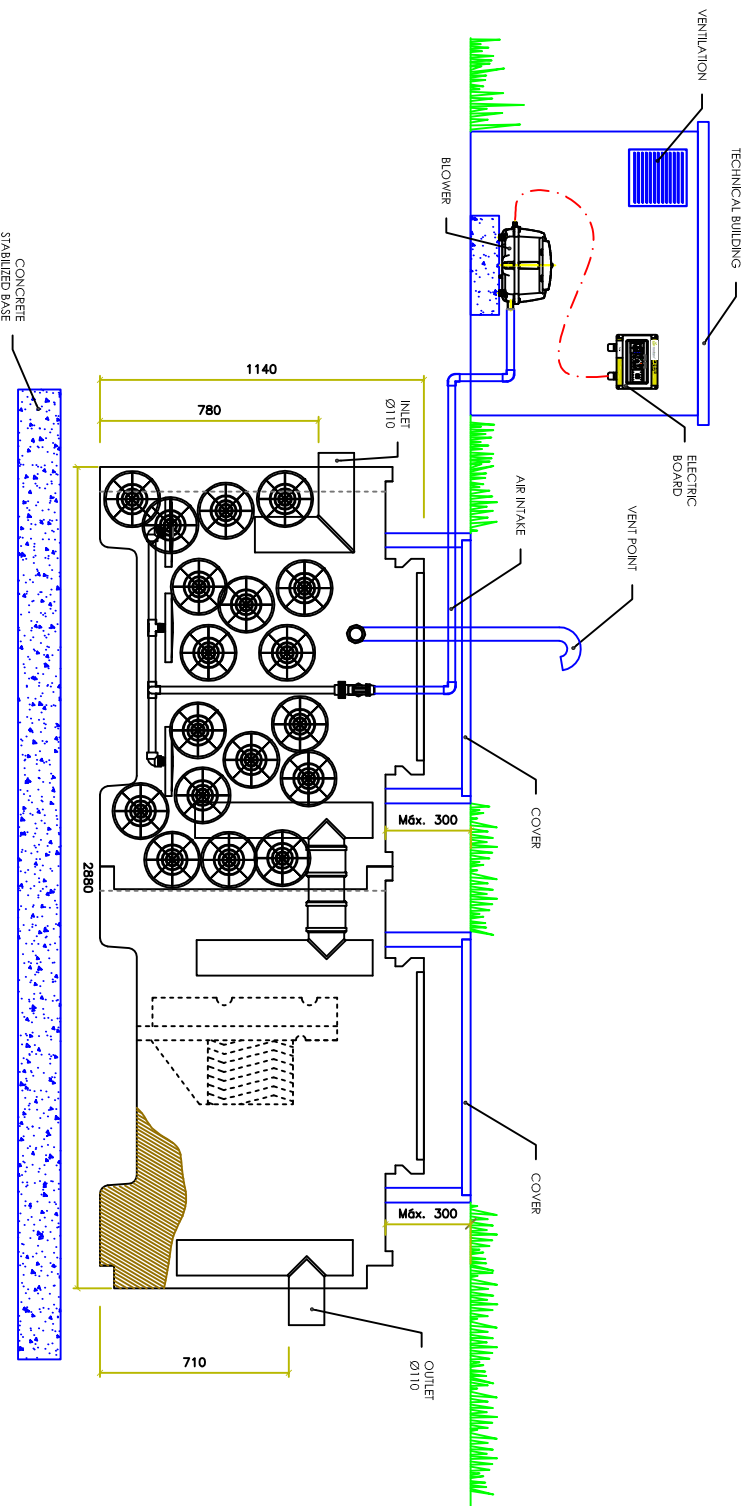 VENTILATION
TECHNICAL BUILDING
BLOWER
ELECTRIC
BOARD
AIR INTAKE
VENT POINT
COVER
COVER
Máx. 300
Máx. 300
1140
780
INLET
Ø110
2880
OUTLET
Ø110
710
CONCRETE
STABILIZED BASE